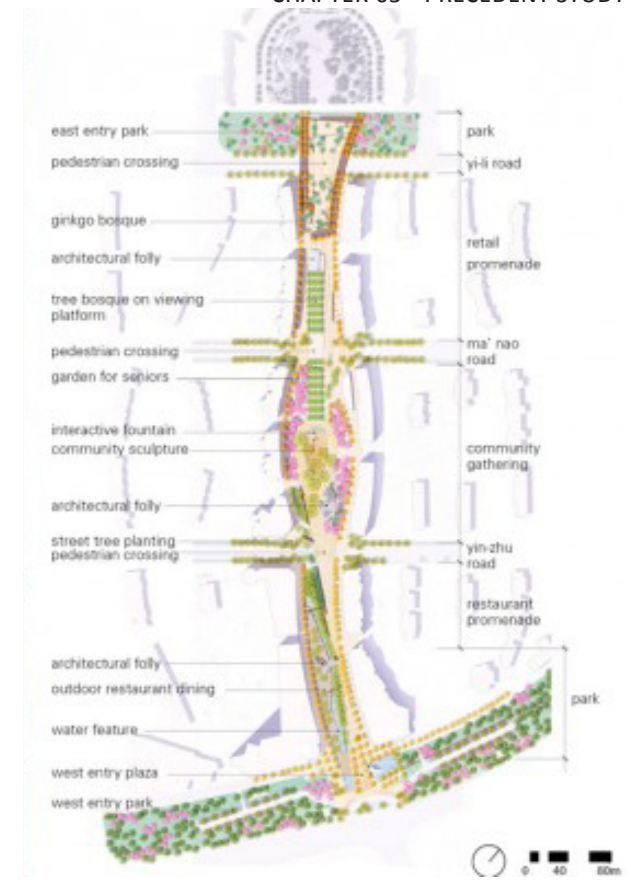 east entry park
park
pedestrian crossing
yi-li road
ginkgo bosque
retail
promenade
architectural folly
tree bosque on viewing
platform
pedestrian crossing
ma' nao
road
garden for seniors
interactive fountain
community sculpture
community
gathering
architectural folly
street tree planting
pedestrian crossing
yin-zhu
road
restaurant
promenade
architectural folly
outdoor restaurant dining
park
water feature
west entry plaza
west entry park
0 40 80m